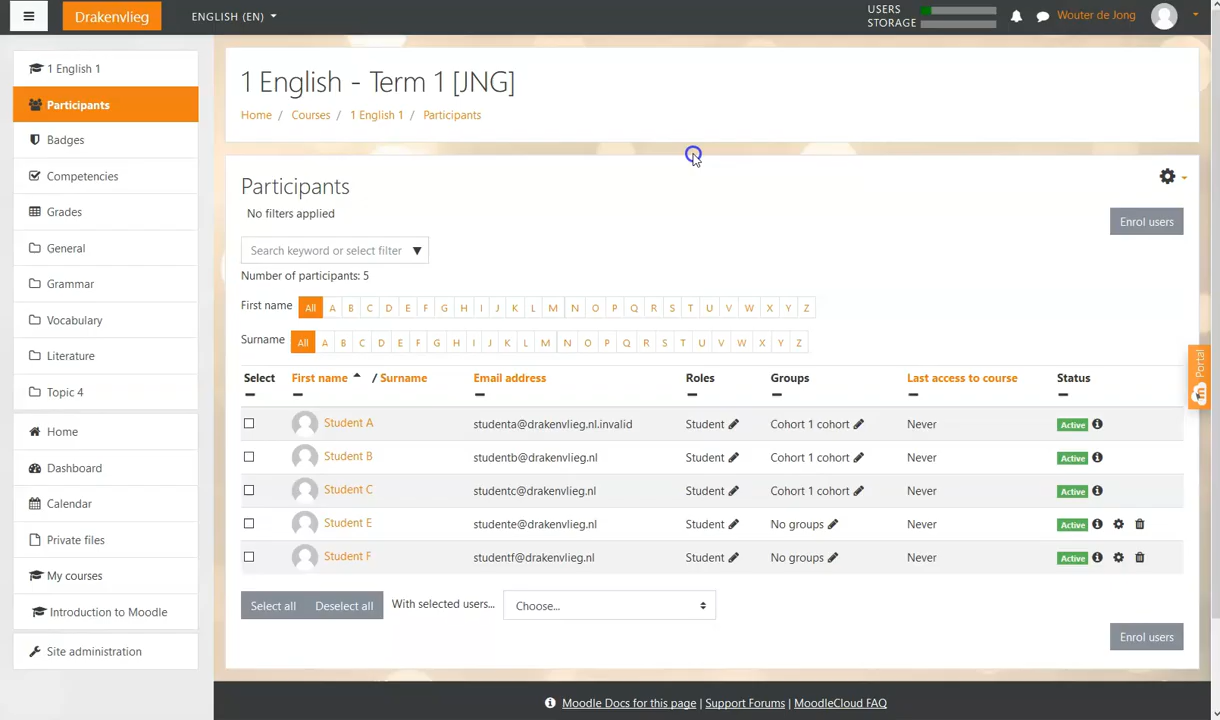 Drakenvlieg
ENGLISH (EN)
USERS
STORAGE
Wouter de Jong
1 English 1
Participants
Badges
Competencies
Grades
General
Grammar
Vocabulary
Literature
Topic 4
Home
Dashboard
Calendar
Private files
My courses
Introduction to Moodle
Site administration
1 English - Term 1 [JNG]
Home / Courses / 1 English 1 / Participants
Participants
No filters applied
Enrol users
Search keyword or select filter ▼
Number of participants: 5
First name All A B C D E F G H I J K L M N O P Q R S T U V W X Y Z
Surname All A B C D E F G H I J K L M N O P Q R S T U V W X Y Z
Select First name / Surname Email address Roles Groups Last access to course Status
Student A studenta@drakenvlieg.nl.invalid Student Cohort 1 cohort Never Active
Student B studentb@drakenvlieg.nl Student Cohort 1 cohort Never Active
Student C studentc@drakenvlieg.nl Student Cohort 1 cohort Never Active
Student E studente@drakenvlieg.nl Student No groups Never Active
Student F studentf@drakenvlieg.nl Student No groups Never Active
Select all Deselect all With selected users... Choose...
Enrol users
Portal
Moodle Docs for this page | Support Forums | MoodleCloud FAQ